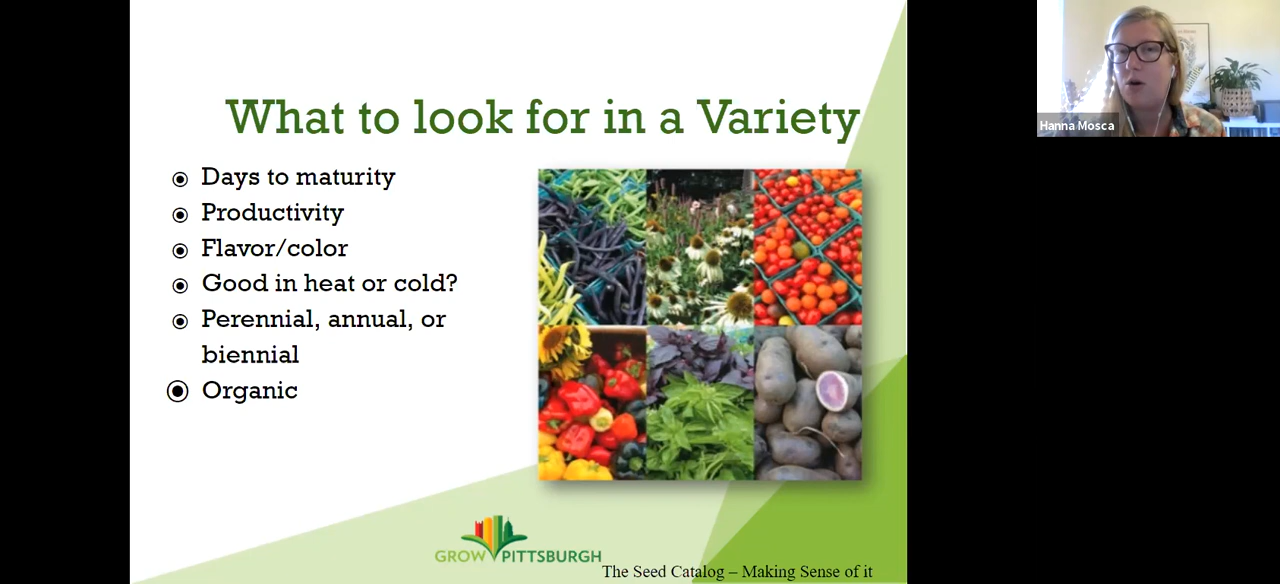 What to look for in a Variety
Days to maturity
Productivity
Flavor/color
Good in heat or cold?
Perennial, annual, or
biennial
Organic
GROW PITTSBURGH
The Seed Catalog – Making Sense of it
Hanna Mosca